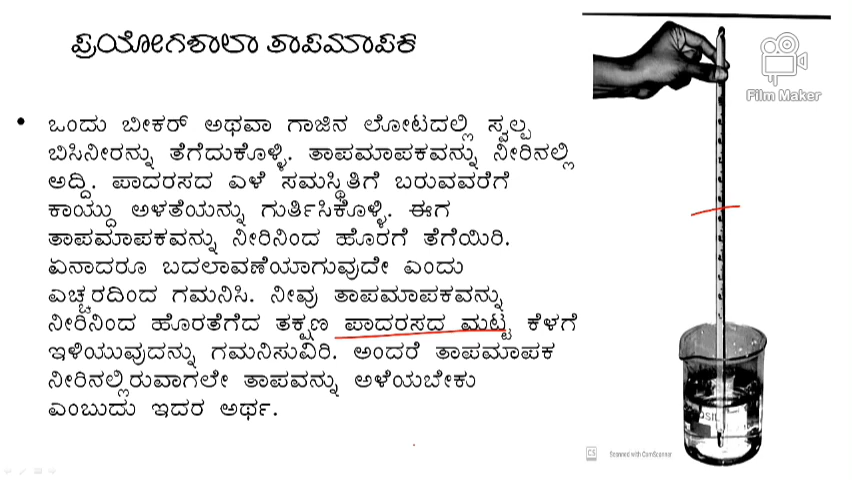 ಪ್ರಯೋಗಶಾಲಾ ತಾಪಮಾಪಕ
• ಒಂದು ಬೀಕರ್ ಅಥವಾ ಗಾಜಿನ ಲೋಟದಲ್ಲಿ ಸ್ವಲ್ಪ
ಬಿಸಿನೀರನ್ನು ತೆಗೆದುಕೊಳ್ಳಿ. ತಾಪಮಾಪಕವನ್ನು ನೀರಿನಲ್ಲಿ
ಅದ್ದಿ. ಪಾದರಸದ ಎಳೆ ಸಮಸ್ಥಿತಿಗೆ ಬರುವವರೆಗೆ
ಕಾಯ್ದು ಅಳತೆಯನ್ನು ಗುರ್ತಿಸಿಕೊಳ್ಳಿ. ಈಗ
ತಾಪಮಾಪಕವನ್ನು ನೀರಿನಿಂದ ಹೊರಗೆ ತೆಗೆಯಿರಿ.
ಏನಾದರೂ ಬದಲಾವಣೆಯಾಗುವುದೇ ಎಂದು
ಎಚ್ಚರದಿಂದ ಗಮನಿಸಿ. ನೀವು ತಾಪಮಾಪಕವನ್ನು
ನೀರಿನಿಂದ ಹೊರತೆಗೆದ ತಕ್ಷಣ ಪಾದರಸದ ಮಟ್ಟ ಕೆಳಗೆ
ಇಳಿಯುವುದನ್ನು ಗಮನಿಸುವಿರಿ. ಅಂದರೆ ತಾಪಮಾಪಕ
ನೀರಿನಲ್ಲಿರುವಾಗಲೇ ತಾಪವನ್ನು ಅಳೆಯಬೇಕು
ಎಂಬುದು ಇದರ ಅರ್ಥ.
Film Maker
CS Scanned with CamScanner